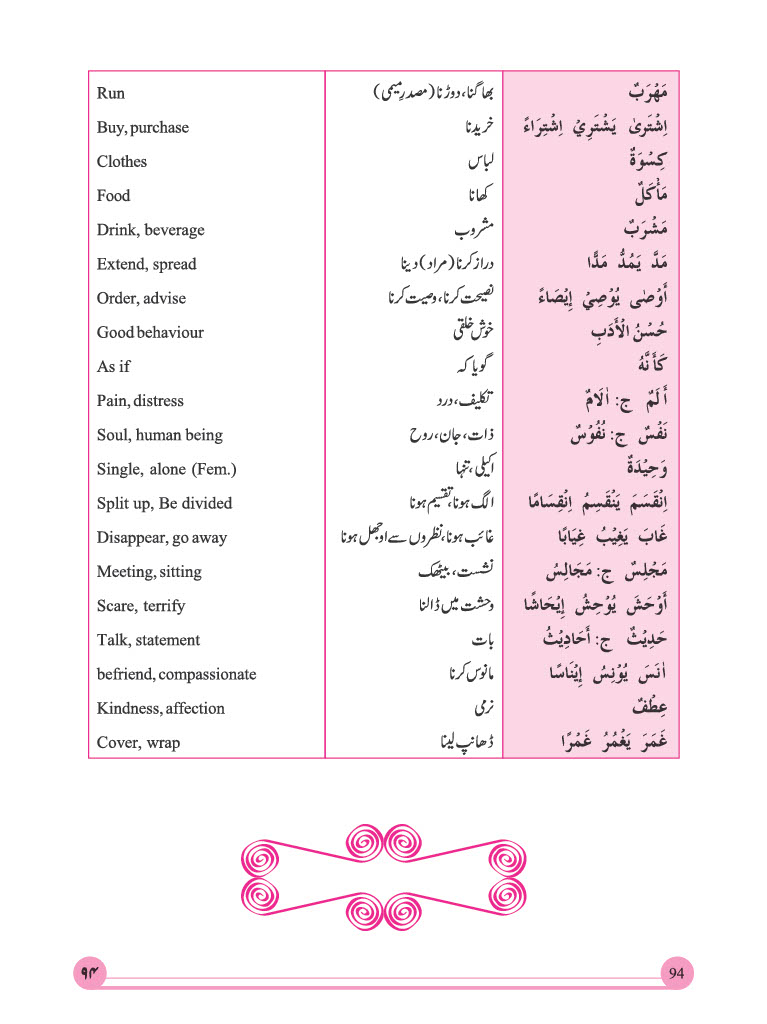 Run بھاگنا، دوڑنا (مصدرِ میمی) مَهْرَبٌ
Buy, purchase خریدنا اِشْتَرىٰ يَشْتَرِيْ اِشْتِرَاءً
Clothes لباس كِسْوَةٌ
Food کھانا مَأْكَلٌ
Drink, beverage مشروب مَشْرَبٌ
Extend, spread دراز کرنا (مراد) دینا مَدَّ يَمُدُّ مَدًّا
Order, advise نصیحت کرنا، وصیت کرنا أَوْصٰى يُوْصِيْ إِيْصَاءً
Good behaviour خوش خلقی حُسْنُ الْأَدَبِ
As if گویا کہ كَأَنَّهُ
Pain, distress تکلیف، درد أَلَمٌ ج: اٰلَامٌ
Soul, human being ذات، جان، روح نَفْسٌ ج: نُفُوْسٌ
Single, alone (Fem.) اکیلی، تنہا وَحِيْدَةٌ
Split up, Be divided الگ ہونا، تقسیم ہونا اِنْقَسَمَ يَنْقَسِمُ اِنْقِسَامًا
Disappear, go away غائب ہونا، نظروں سے اوجھل ہونا غَابَ يَغِيْبُ غِيَابًا
Meeting, sitting نشست، بیٹھک مَجْلِسٌ ج: مَجَالِسُ
Scare, terrify وحشت میں ڈالنا أَوْحَشَ يُوْحِشُ إِيْحَاشًا
Talk, statement بات حَدِيْثٌ ج: أَحَادِيْثُ
befriend, compassionate مانوس کرنا اٰنَسَ يُوْنِسُ إِيْنَاسًا
Kindness, affection نرمی عِطْفٌ
Cover, wrap ڈھانپ لینا غَمَرَ يَغْمُرُ غَمْرًا
۹۴ 94